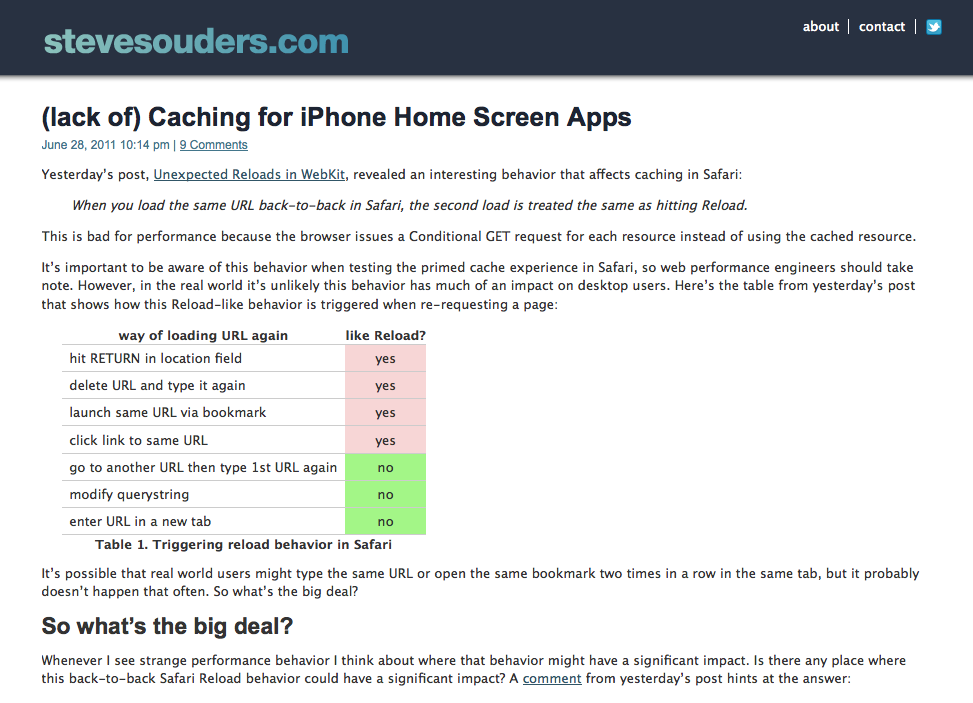 stevesouders.com
about | contact |
(lack of) Caching for iPhone Home Screen Apps
June 28, 2011 10:14 pm | 9 Comments
Yesterday’s post, Unexpected Reloads in WebKit, revealed an interesting behavior that affects caching in Safari:
When you load the same URL back-to-back in Safari, the second load is treated the same as hitting Reload.
This is bad for performance because the browser issues a Conditional GET request for each resource instead of using the cached resource.
It’s important to be aware of this behavior when testing the primed cache experience in Safari, so web performance engineers should take
note. However, in the real world it’s unlikely this behavior has much of an impact on desktop users. Here’s the table from yesterday’s post
that shows how this Reload-like behavior is triggered when re-requesting a page:
way of loading URL again like Reload?
hit RETURN in location field yes
delete URL and type it again yes
launch same URL via bookmark yes
click link to same URL yes
go to another URL then type 1st URL again no
modify querystring no
enter URL in a new tab no
Table 1. Triggering reload behavior in Safari
It’s possible that real world users might type the same URL or open the same bookmark two times in a row in the same tab, but it probably
doesn’t happen that often. So what’s the big deal?
So what’s the big deal?
Whenever I see strange performance behavior I think about where that behavior might have a significant impact. Is there any place where
this back-to-back Safari Reload behavior could have a significant impact? A comment from yesterday’s post hints at the answer: